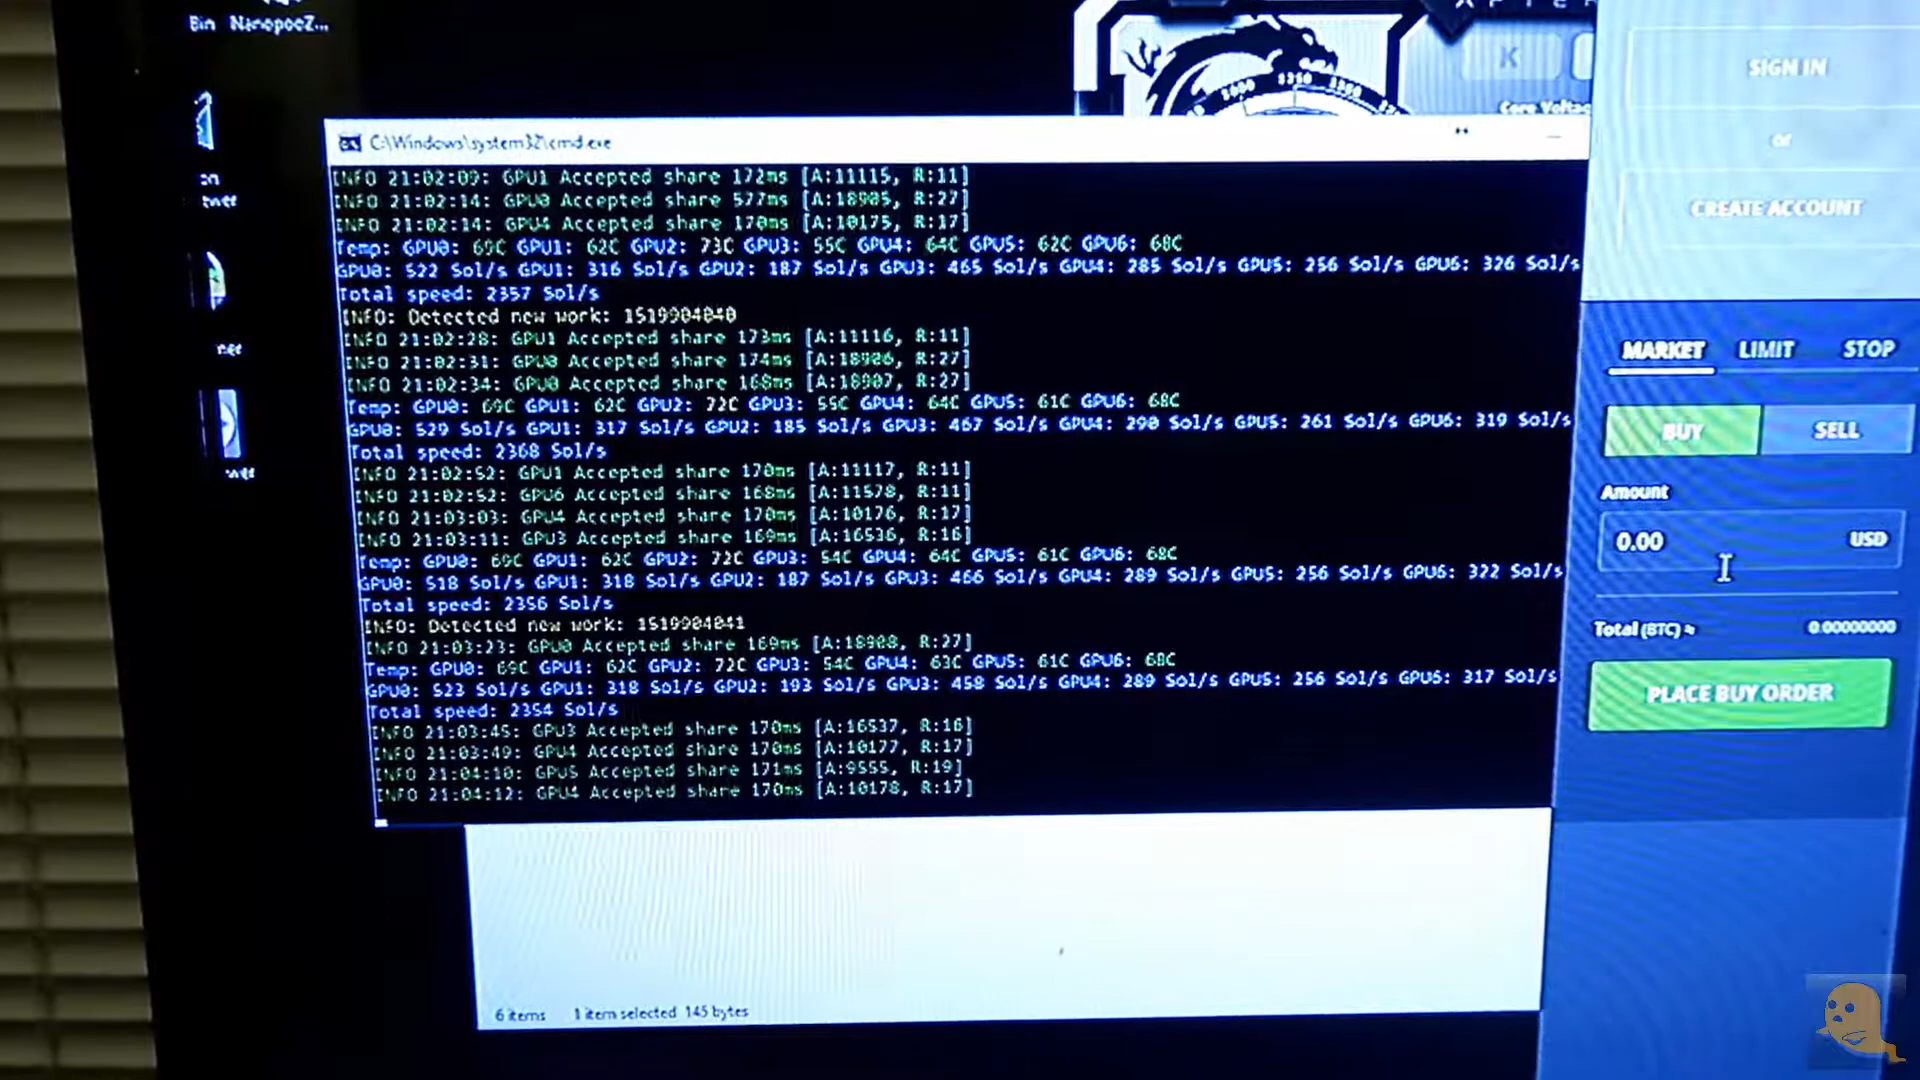 Bin NanopoolZ...
AFTER
K
1000 1250 1500
Core Voltag
C:\Windows\system32\cmd.exe
INFO 21:02:09: GPU1 Accepted share 172ms [A:11115, R:11]
INFO 21:02:14: GPU0 Accepted share 577ms [A:18905, R:27]
INFO 21:02:14: GPU4 Accepted share 170ms [A:10175, R:17]
Temp: GPU0: 69C GPU1: 62C GPU2: 73C GPU3: 55C GPU4: 64C GPU5: 62C GPU6: 68C
GPU0: 522 Sol/s GPU1: 316 Sol/s GPU2: 187 Sol/s GPU3: 465 Sol/s GPU4: 285 Sol/s GPU5: 256 Sol/s GPU6: 326 Sol/s
Total speed: 2357 Sol/s
INFO: Detected new work: 1519904040
INFO 21:02:28: GPU1 Accepted share 173ms [A:11116, R:11]
INFO 21:02:31: GPU0 Accepted share 174ms [A:18906, R:27]
INFO 21:02:34: GPU0 Accepted share 168ms [A:18907, R:27]
Temp: GPU0: 69C GPU1: 62C GPU2: 72C GPU3: 55C GPU4: 64C GPU5: 61C GPU6: 68C
GPU0: 529 Sol/s GPU1: 317 Sol/s GPU2: 185 Sol/s GPU3: 467 Sol/s GPU4: 290 Sol/s GPU5: 261 Sol/s GPU6: 319 Sol/s
Total speed: 2368 Sol/s
INFO 21:02:52: GPU1 Accepted share 170ms [A:11117, R:11]
INFO 21:02:52: GPU6 Accepted share 168ms [A:11578, R:11]
INFO 21:03:03: GPU4 Accepted share 170ms [A:10176, R:17]
INFO 21:03:11: GPU3 Accepted share 169ms [A:16536, R:16]
Temp: GPU0: 69C GPU1: 62C GPU2: 72C GPU3: 54C GPU4: 64C GPU5: 61C GPU6: 68C
GPU0: 518 Sol/s GPU1: 318 Sol/s GPU2: 187 Sol/s GPU3: 466 Sol/s GPU4: 289 Sol/s GPU5: 256 Sol/s GPU6: 322 Sol/s
Total speed: 2356 Sol/s
INFO: Detected new work: 1519904041
INFO 21:03:23: GPU0 Accepted share 169ms [A:18908, R:27]
Temp: GPU0: 69C GPU1: 62C GPU2: 72C GPU3: 54C GPU4: 63C GPU5: 61C GPU6: 68C
GPU0: 523 Sol/s GPU1: 318 Sol/s GPU2: 193 Sol/s GPU3: 458 Sol/s GPU4: 289 Sol/s GPU5: 256 Sol/s GPU6: 317 Sol/s
Total speed: 2354 Sol/s
INFO 21:03:45: GPU3 Accepted share 170ms [A:16537, R:16]
INFO 21:03:49: GPU4 Accepted share 170ms [A:10177, R:17]
INFO 21:04:10: GPU5 Accepted share 171ms [A:9555, R:19]
INFO 21:04:12: GPU4 Accepted share 170ms [A:10178, R:17]
6 items 1 item selected 145 bytes
SIGN IN
or
CREATE ACCOUNT
MARKET LIMIT STOP
BUY SELL
Amount
0.00 USD
Total (BTC) ≈ 0.00000000
PLACE BUY ORDER